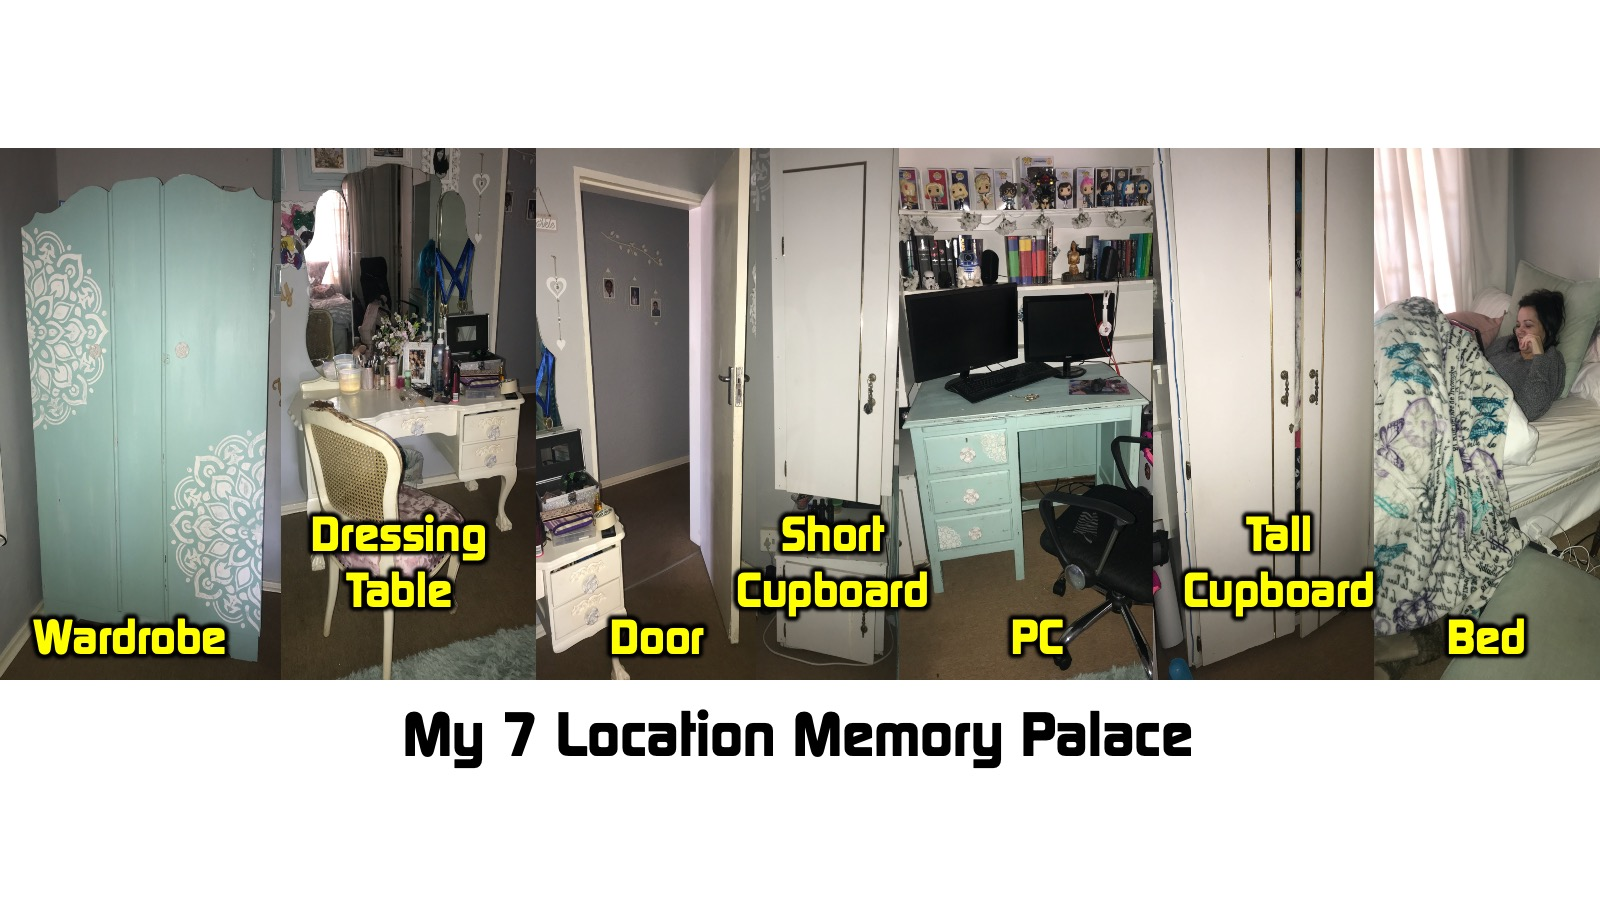 Wardrobe
Dressing
Table
Door
Short
Cupboard
PC
Tall
Cupboard
Bed
My 7 Location Memory Palace